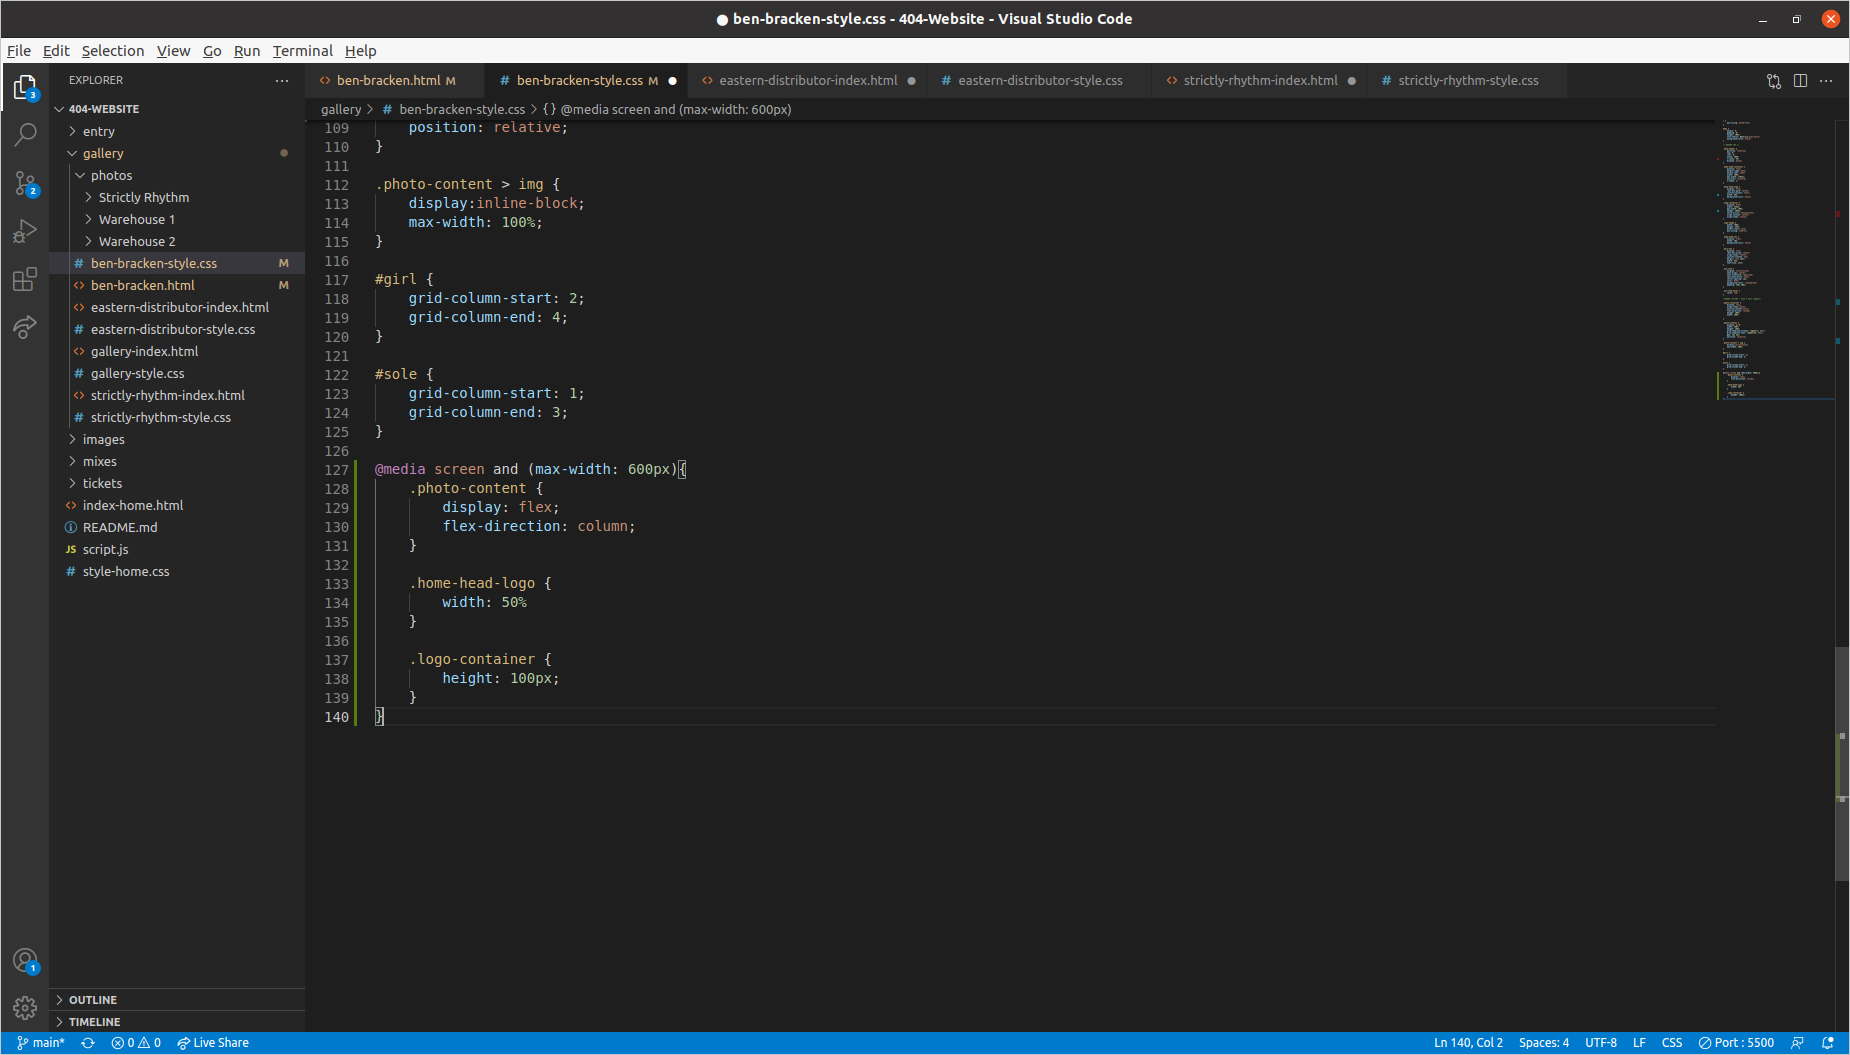 ● ben-bracken-style.css - 404-Website - Visual Studio Code
File Edit Selection View Go Run Terminal Help
EXPLORER
ben-bracken.html M
# ben-bracken-style.css M ●
eastern-distributor-index.html ●
# eastern-distributor-style.css
strictly-rhythm-index.html ●
# strictly-rhythm-style.css
3
404-WEBSITE
gallery > # ben-bracken-style.css > {} @media screen and (max-width: 600px)
entry
gallery
photos
Strictly Rhythm
Warehouse 1
Warehouse 2
# ben-bracken-style.css M
<> ben-bracken.html M
<> eastern-distributor-index.html
# eastern-distributor-style.css
<> gallery-index.html
# gallery-style.css
<> strictly-rhythm-index.html
# strictly-rhythm-style.css
images
mixes
tickets
<> index-home.html
README.md
JS script.js
# style-home.css
2
1
OUTLINE
TIMELINE
109 position: relative;
110 }
111
112 .photo-content > img {
113 display:inline-block;
114 max-width: 100%;
115 }
116
117 #girl {
118 grid-column-start: 2;
119 grid-column-end: 4;
120 }
121
122 #sole {
123 grid-column-start: 1;
124 grid-column-end: 3;
125 }
126
127 @media screen and (max-width: 600px){
128 .photo-content {
129 display: flex;
130 flex-direction: column;
131 }
132
133 .home-head-logo {
134 width: 50%
135 }
136
137 .logo-container {
138 height: 100px;
139 }
140 }
main* 0 0 Live Share
Ln 140, Col 2 Spaces: 4 UTF-8 LF CSS Port : 5500